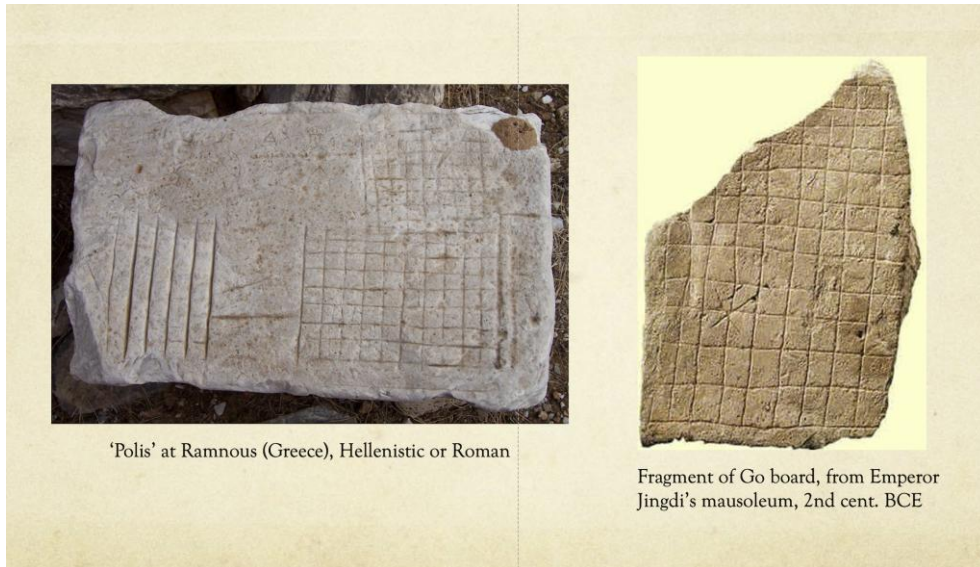 ‘Polis’ at Ramnous (Greece), Hellenistic or Roman
Fragment of Go board, from Emperor
Jingdi’s mausoleum, 2nd cent. BCE